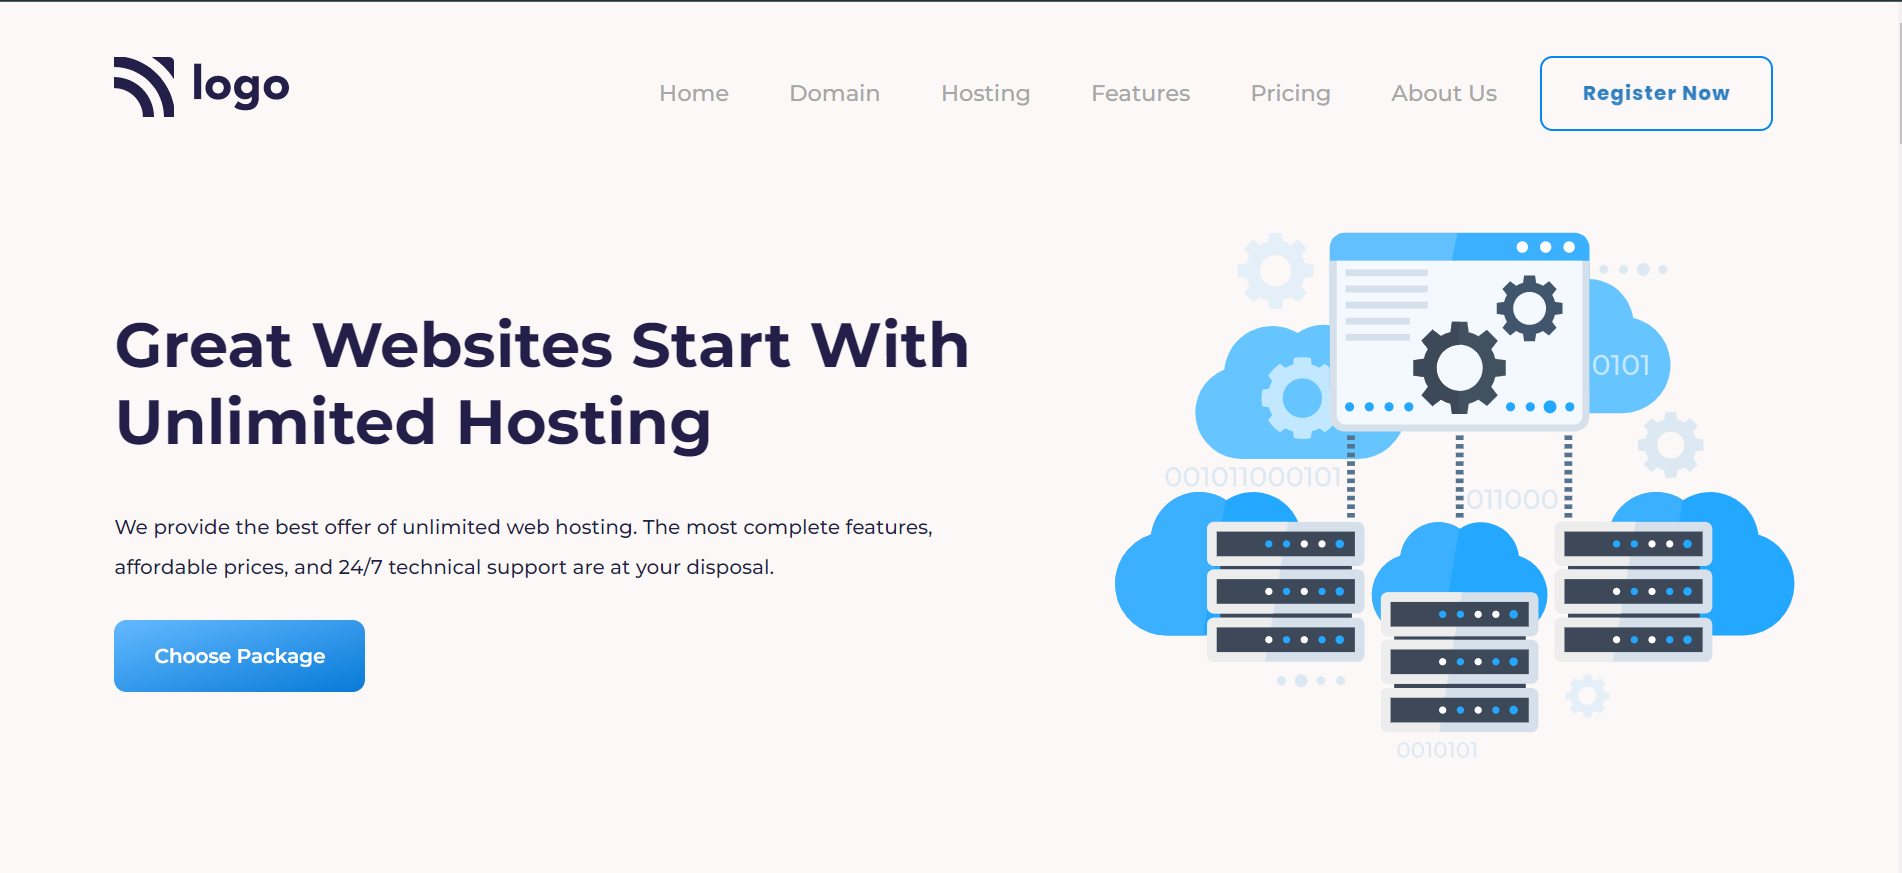 logo
Home Domain Hosting Features Pricing About Us Register Now
Great Websites Start With
Unlimited Hosting
We provide the best offer of unlimited web hosting. The most complete features,
affordable prices, and 24/7 technical support are at your disposal.
Choose Package
0101
001011000101
011000
0010101